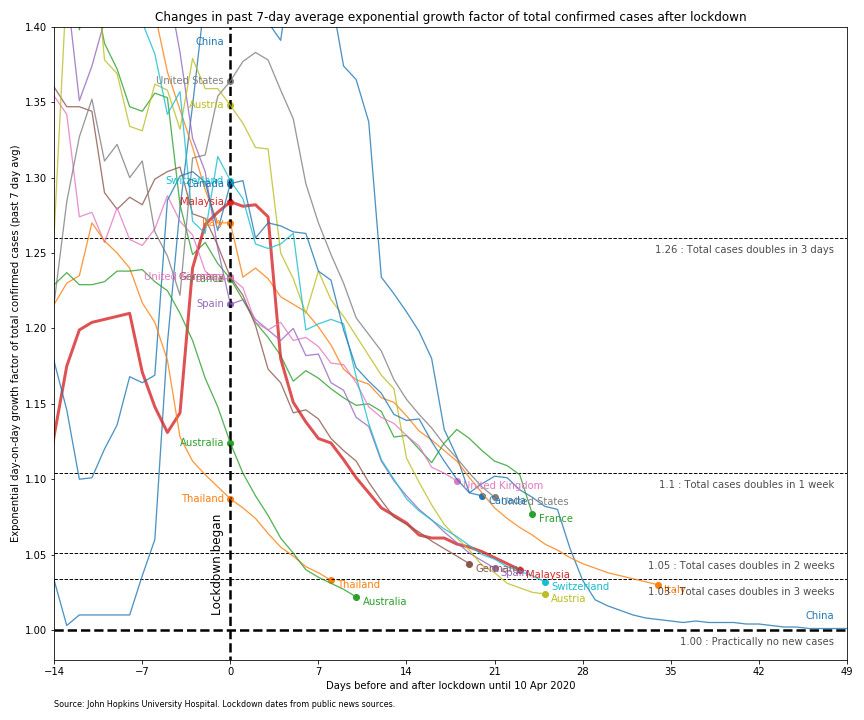 Changes in past 7-day average exponential growth factor of total confirmed cases after lockdown
Exponential day-on-day growth factor of total confirmed cases (past 7 day avg)
1.40
1.35
1.30
1.25
1.20
1.15
1.10
1.05
1.00
China
United States
Austria
Switzerland
Canada
Malaysia
Italy
United Kingdom
Germany
France
Spain
Australia
Thailand
Lockdown began
1.26 : Total cases doubles in 3 days
1.1 : Total cases doubles in 1 week
1.05 : Total cases doubles in 2 weeks
1.03 : Total cases doubles in 3 weeks
1.00 : Practically no new cases
United Kingdom
United States
Canada
France
Germany
Spain
Malaysia
Switzerland
Austria
Thailand
Australia
Italy
China
−14
−7
0
7
14
21
28
35
42
49
Days before and after lockdown until 10 Apr 2020
Source: John Hopkins University Hospital. Lockdown dates from public news sources.